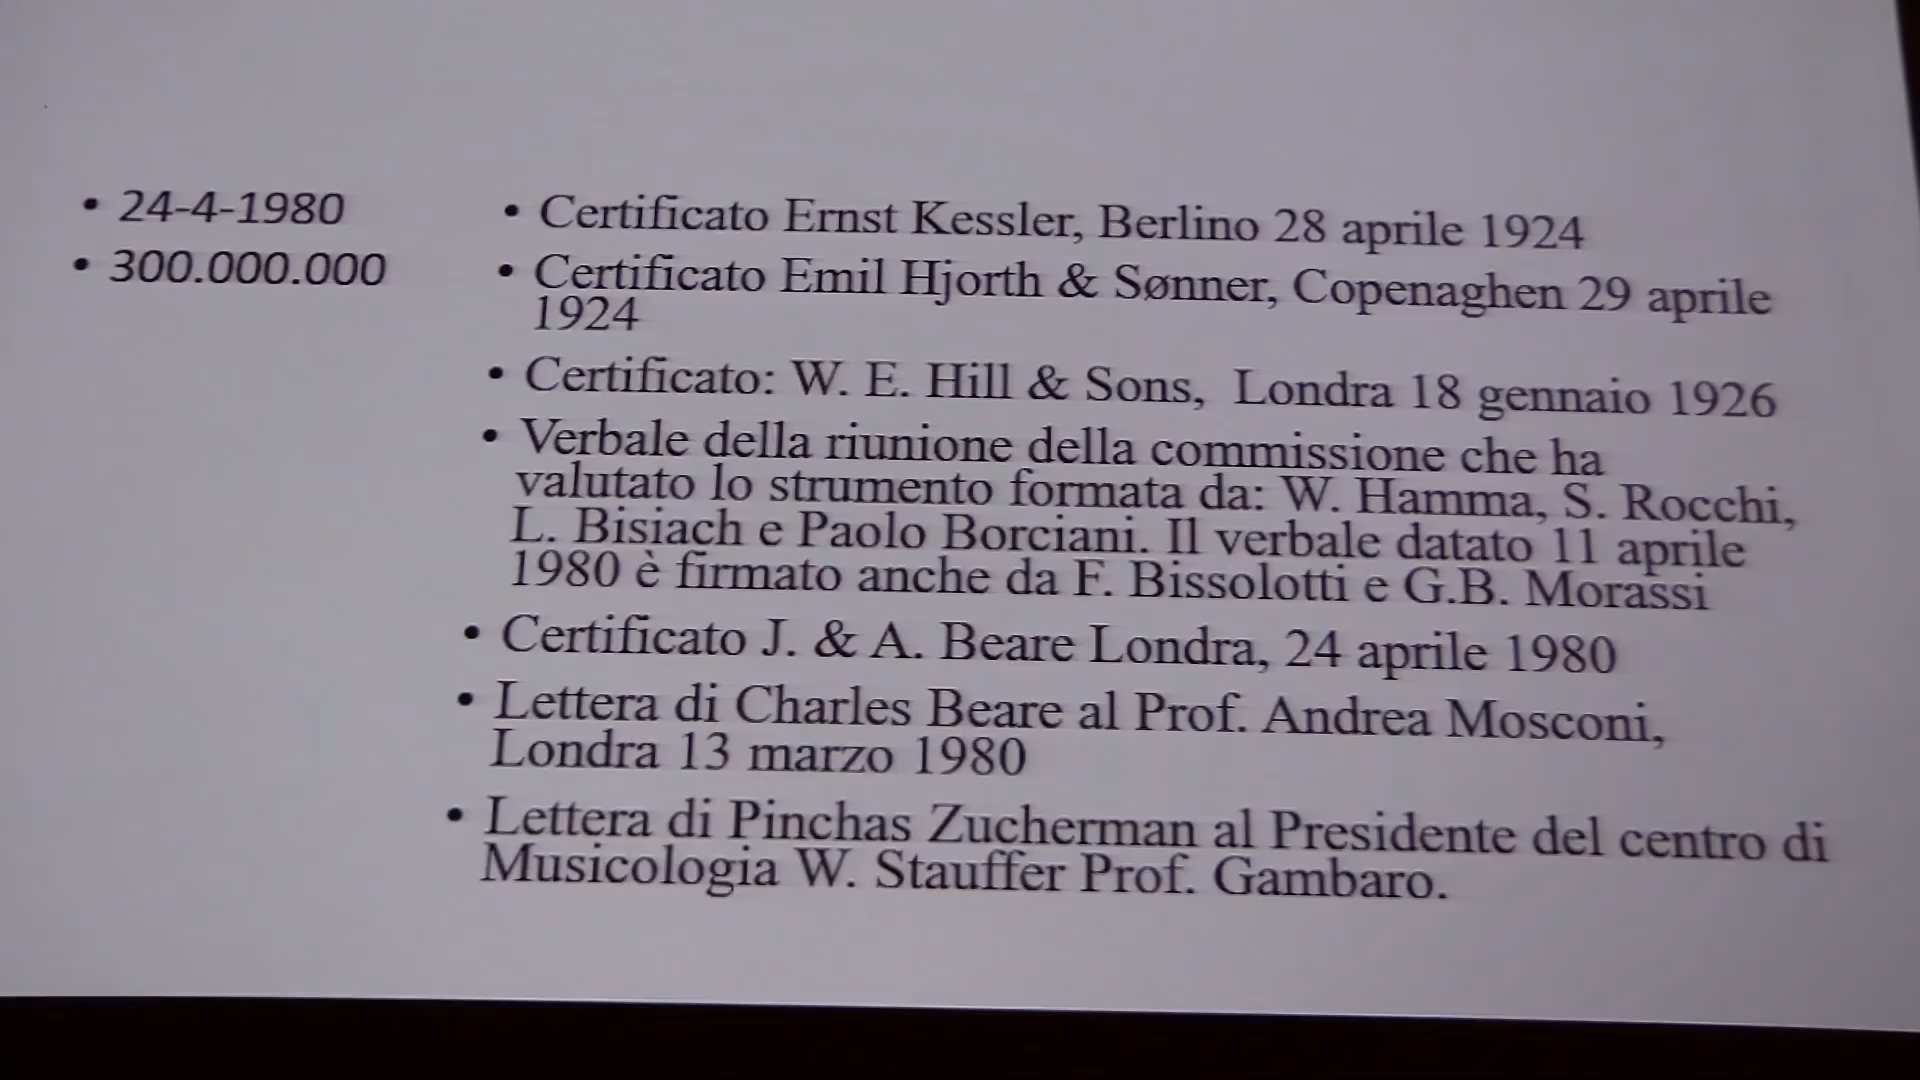 • 24-4-1980
• 300.000.000
• Certificato Ernst Kessler, Berlino 28 aprile 1924
• Certificato Emil Hjorth & Sønner, Copenaghen 29 aprile
1924
• Certificato: W. E. Hill & Sons, Londra 18 gennaio 1926
• Verbale della riunione della commissione che ha
valutato lo strumento formata da: W. Hamma, S. Rocchi,
L. Bisiach e Paolo Borciani. Il verbale datato 11 aprile
1980 è firmato anche da F. Bissolotti e G.B. Morassi
• Certificato J. & A. Beare Londra, 24 aprile 1980
• Lettera di Charles Beare al Prof. Andrea Mosconi,
Londra 13 marzo 1980
• Lettera di Pinchas Zucherman al Presidente del centro di
Musicologia W. Stauffer Prof. Gambaro.